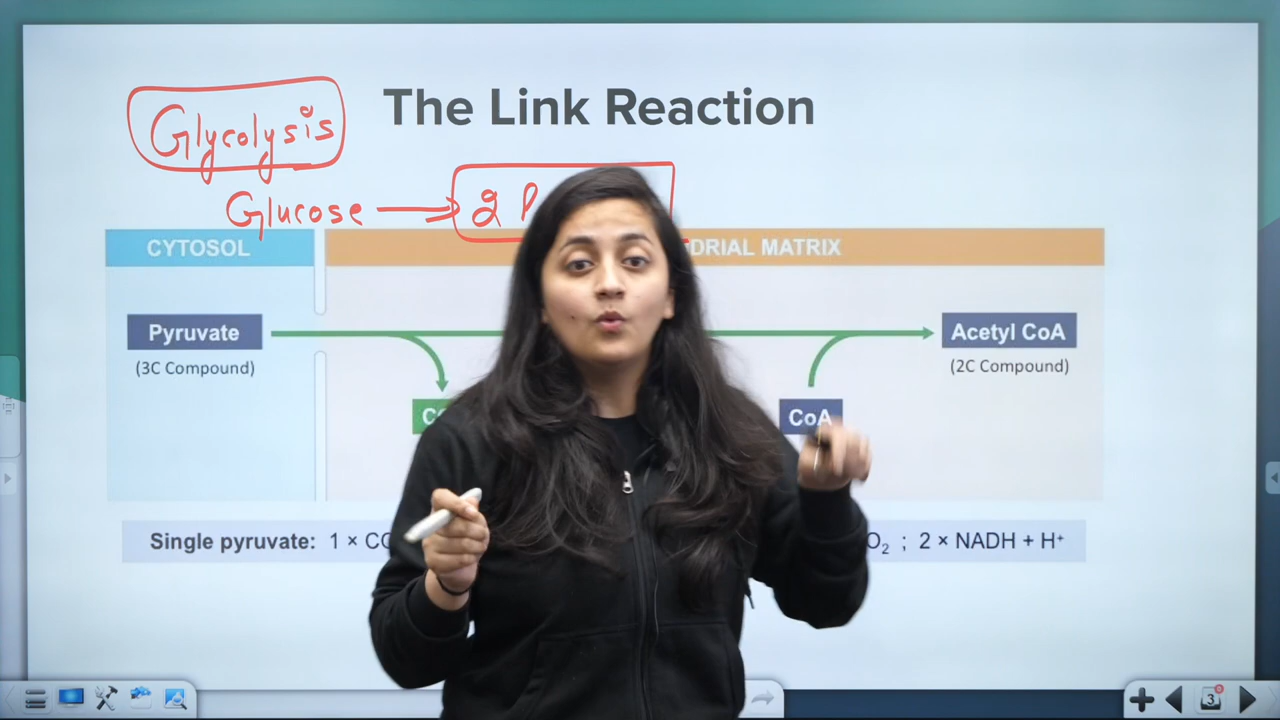 The Link Reaction
Glycolysis
Glucose → 2
CYTOSOL
DRIAL MATRIX
Pyruvate
(3C Compound)
Acetyl CoA
(2C Compound)
CoA
Single pyruvate: 1 × CO
O₂ ; 2 × NADH + H⁺
3